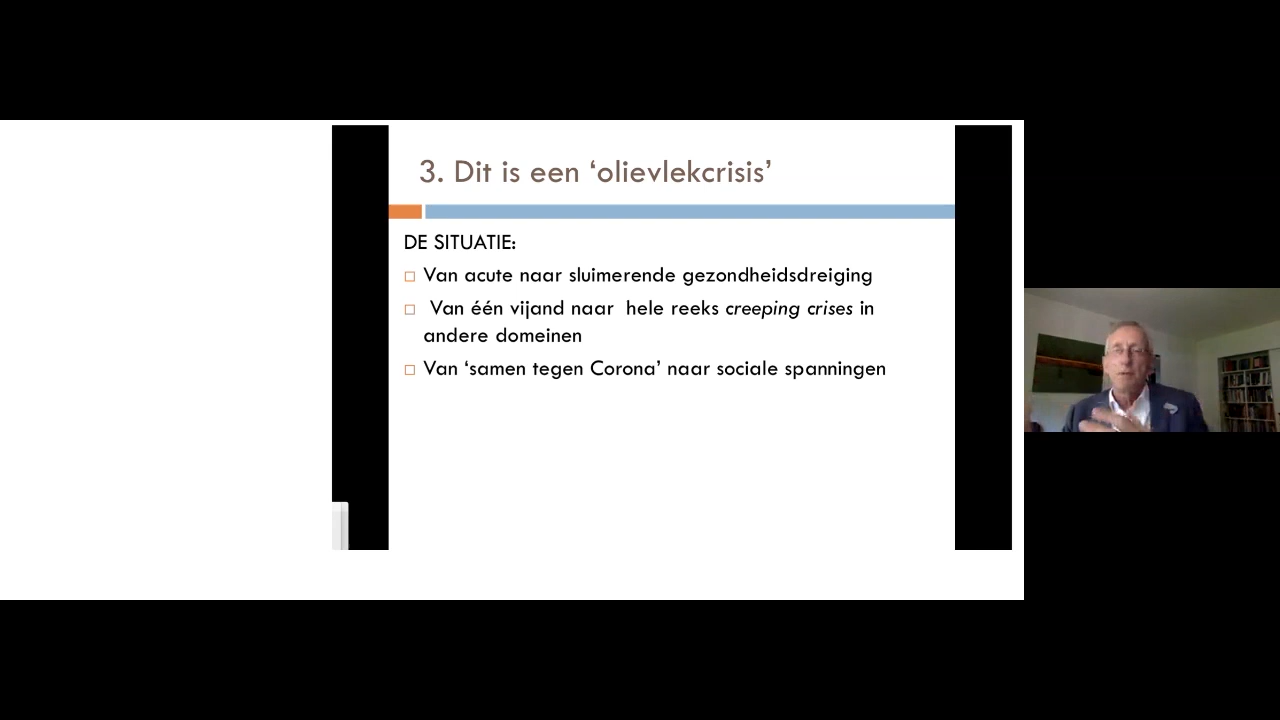 3. Dit is een ‘olievlekcrisis’
DE SITUATIE:
Van acute naar sluimerende gezondheidsdreiging
Van één vijand naar hele reeks creeping crises in
andere domeinen
Van ‘samen tegen Corona’ naar sociale spanningen